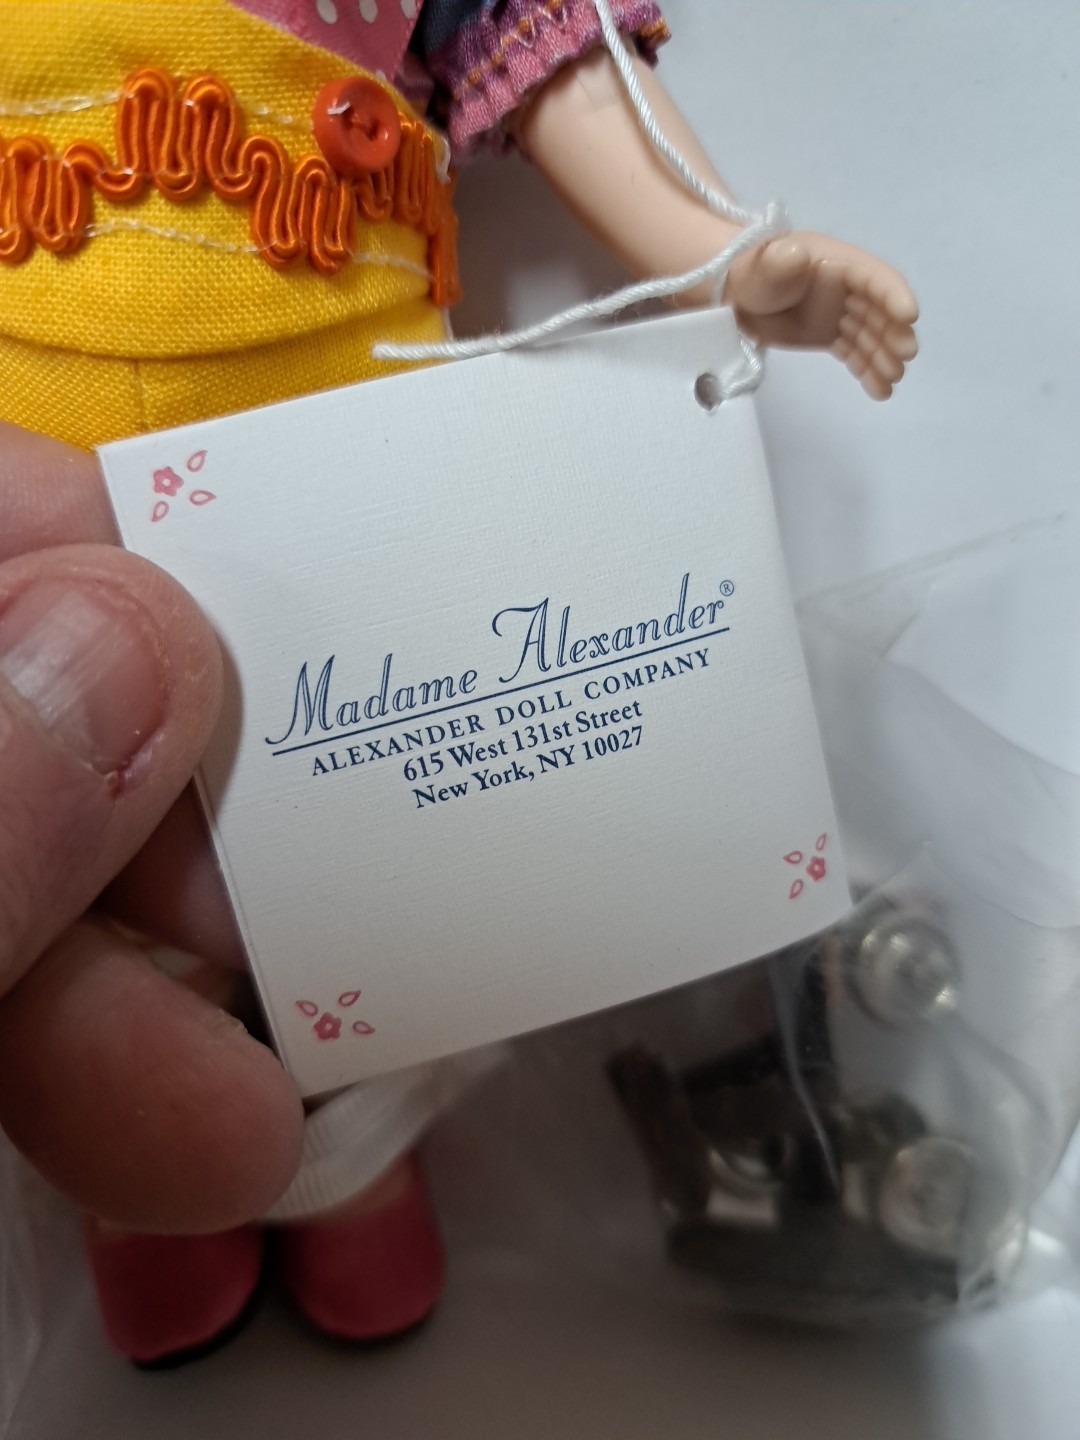 Madame Alexander®
ALEXANDER DOLL COMPANY
615 West 131st Street
New York, NY 10027